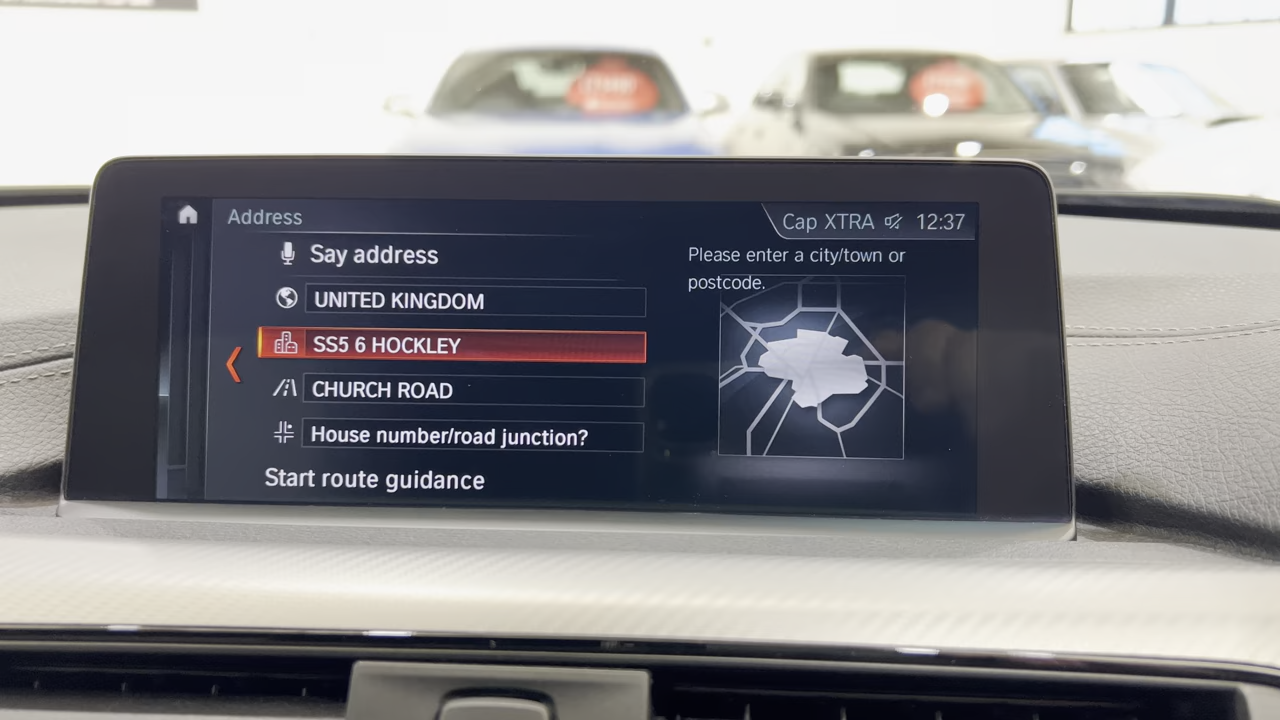 Address
Cap XTRA 12:37
Say address
UNITED KINGDOM
SS5 6 HOCKLEY
CHURCH ROAD
House number/road junction?
Start route guidance
Please enter a city/town or
postcode.